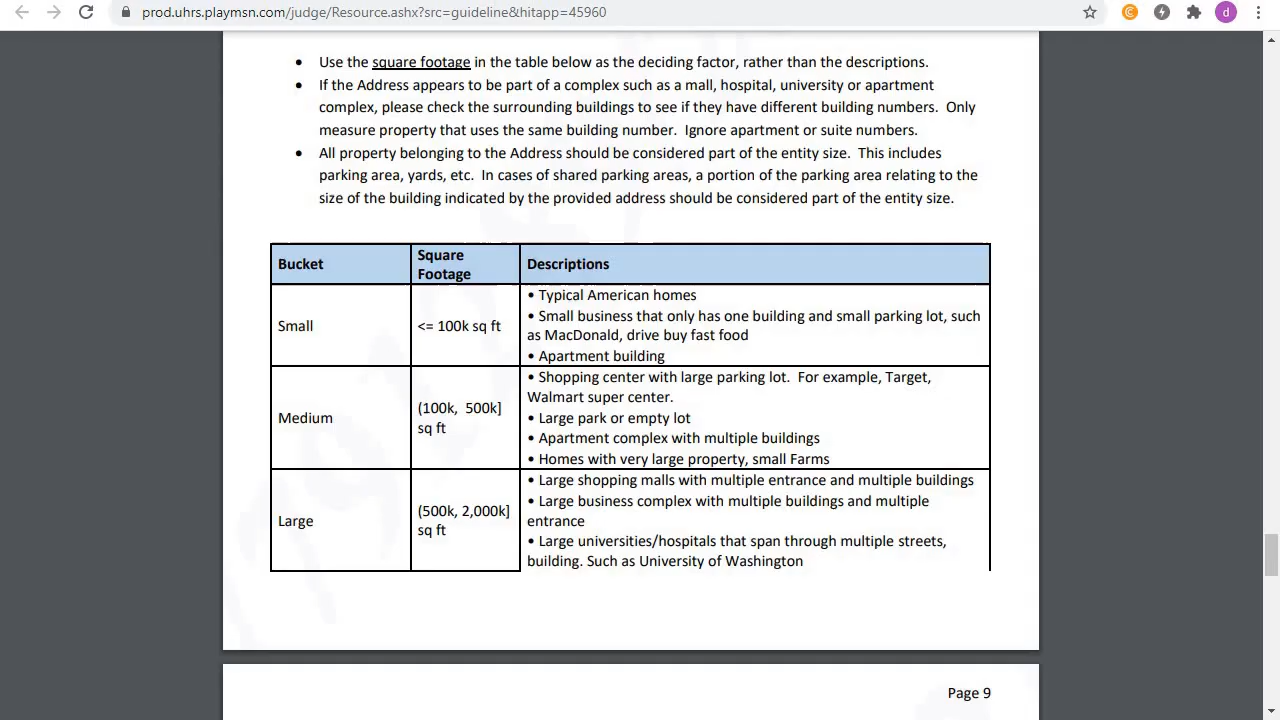 prod.uhrs.playmsn.com/judge/Resource.ashx?src=guideline&hitapp=45960
d
• Use the square footage in the table below as the deciding factor, rather than the descriptions.
• If the Address appears to be part of a complex such as a mall, hospital, university or apartment
complex, please check the surrounding buildings to see if they have different building numbers.  Only
measure property that uses the same building number.  Ignore apartment or suite numbers.
• All property belonging to the Address should be considered part of the entity size.  This includes
parking area, yards, etc.  In cases of shared parking areas, a portion of the parking area relating to the
size of the building indicated by the provided address should be considered part of the entity size.
Bucket
Square
Footage
Descriptions
Small
<= 100k sq ft
• Typical American homes
• Small business that only has one building and small parking lot, such
as MacDonald, drive buy fast food
• Apartment building
Medium
(100k,  500k]
sq ft
• Shopping center with large parking lot.  For example, Target,
Walmart super center.
• Large park or empty lot
• Apartment complex with multiple buildings
• Homes with very large property, small Farms
Large
(500k, 2,000k]
sq ft
• Large shopping malls with multiple entrance and multiple buildings
• Large business complex with multiple buildings and multiple
entrance
• Large universities/hospitals that span through multiple streets,
building. Such as University of Washington
Page 9